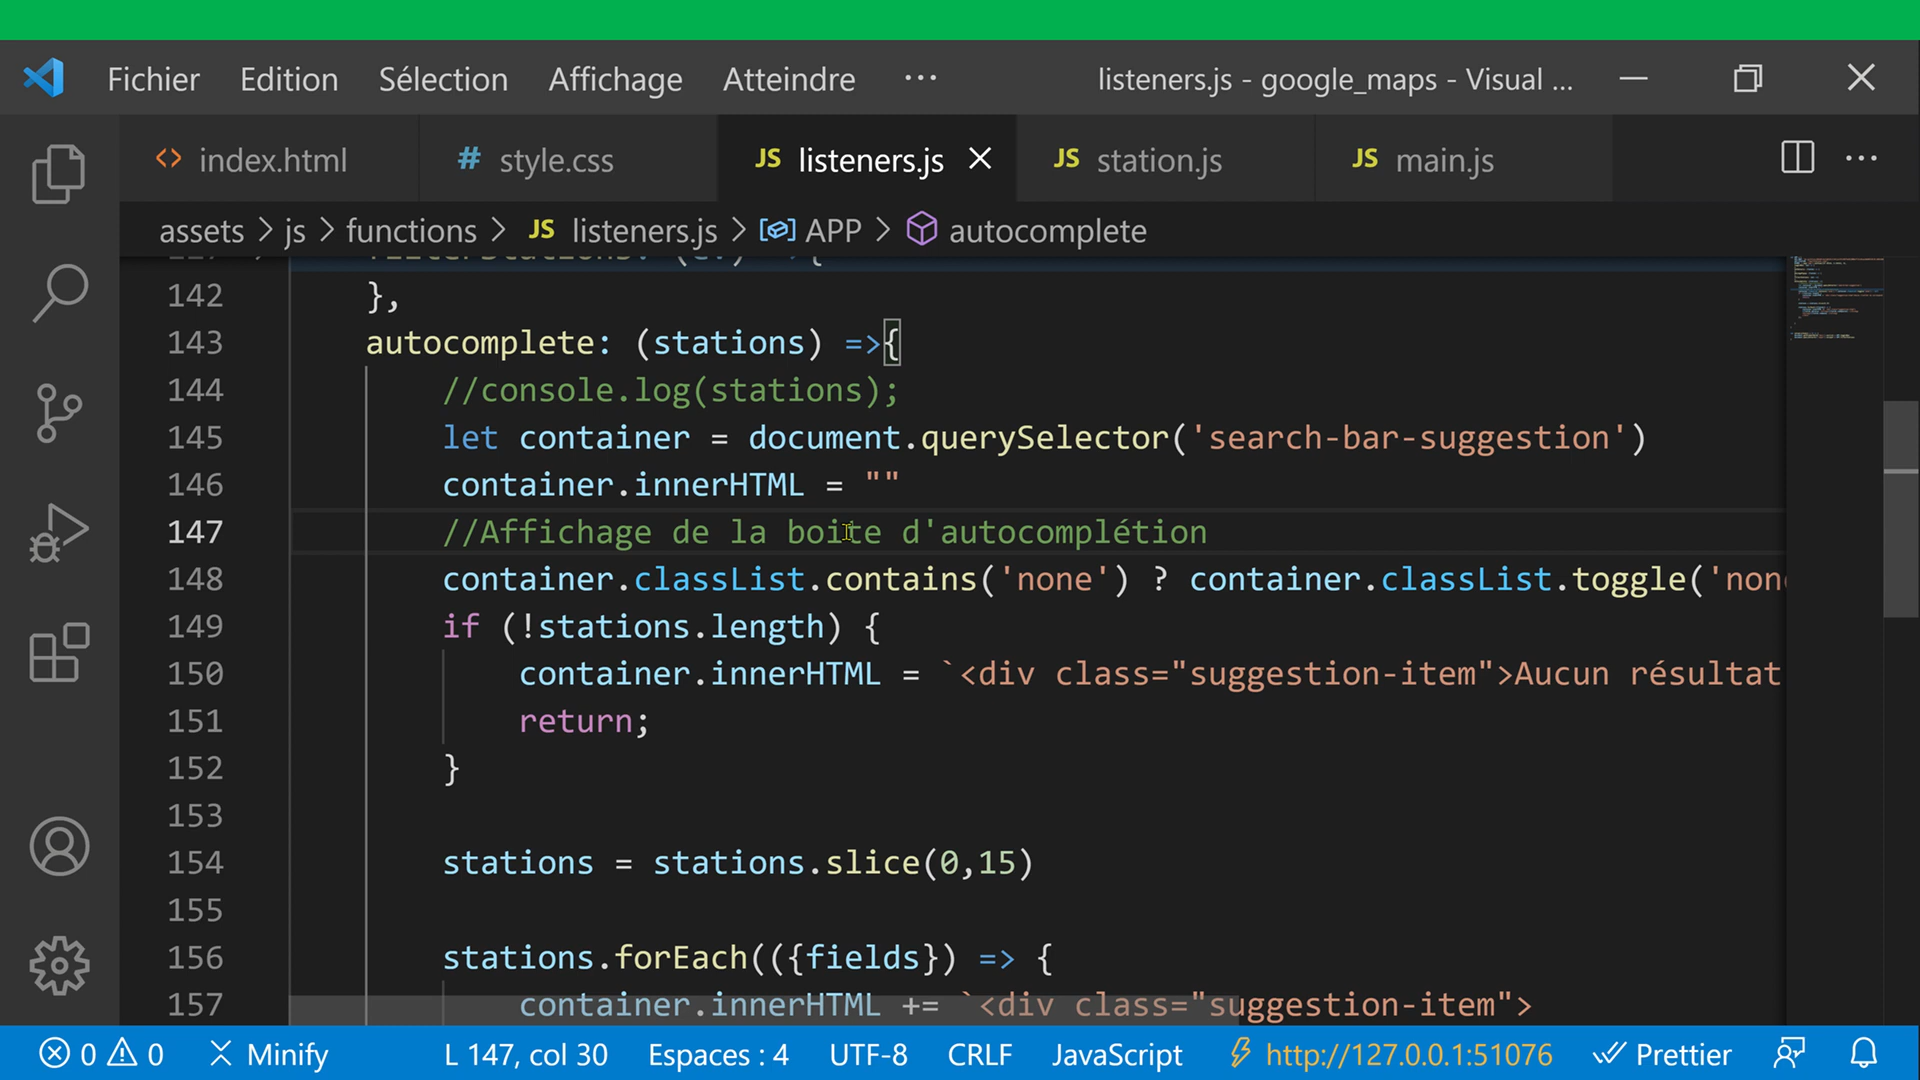 Fichier Edition Sélection Affichage Atteindre ··· listeners.js - google_maps - Visual ...
<> index.html # style.css JS listeners.js JS station.js JS main.js ···
assets > js > functions > JS listeners.js > APP > autocomplete
142 },
143 autocomplete: (stations) =>{
144 //console.log(stations);
145 let container = document.querySelector('search-bar-suggestion')
146 container.innerHTML = ""
147 //Affichage de la boite d'autocomplétion
148 container.classList.contains('none') ? container.classList.toggle('non
149 if (!stations.length) {
150 container.innerHTML = `<div class="suggestion-item">Aucun résultat
151 return;
152 }
153
154 stations = stations.slice(0,15)
155
156 stations.forEach(({fields}) => {
157 container.innerHTML += `<div class="suggestion-item">
0 0 Minify L 147, col 30 Espaces : 4 UTF-8 CRLF JavaScript http://127.0.0.1:51076 Prettier